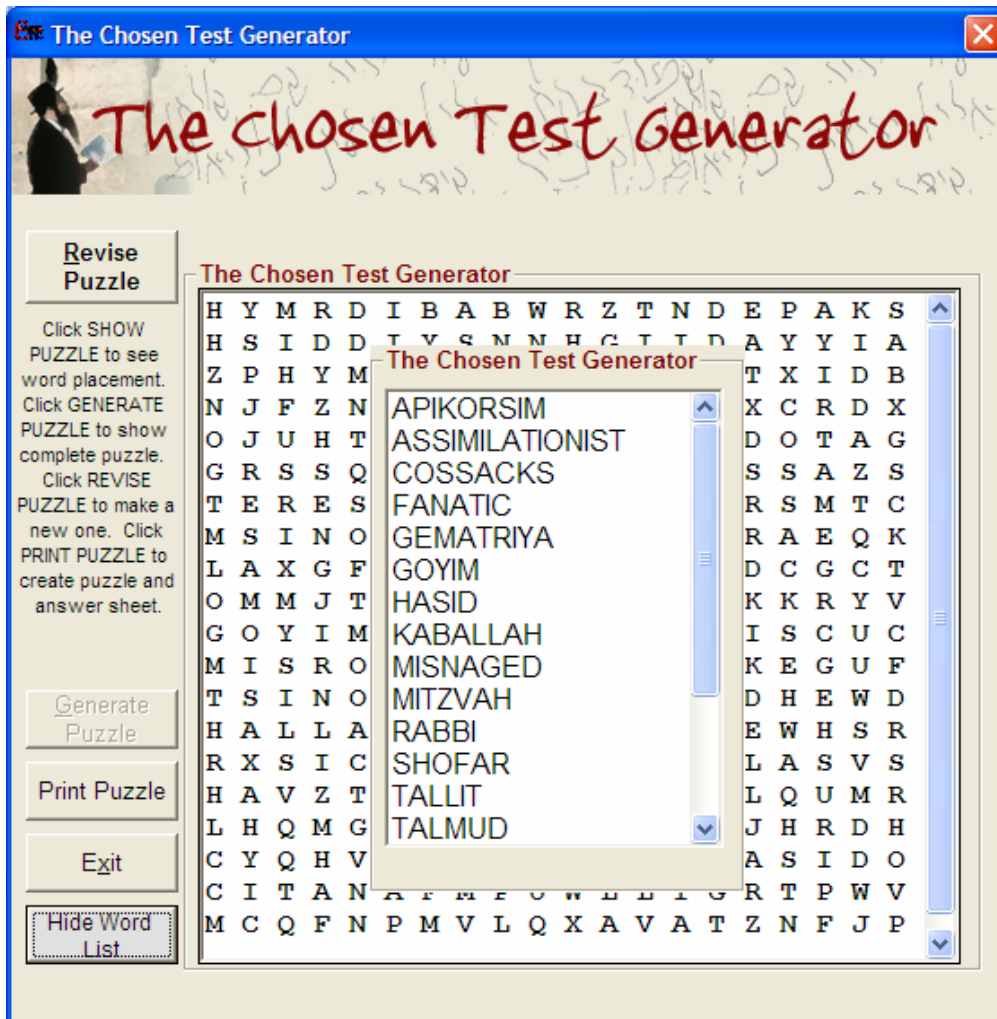 The Chosen Test Generator
The Chosen Test Generator
Revise
Puzzle
Click SHOW
PUZZLE to see
word placement.
Click GENERATE
PUZZLE to show
complete puzzle.
Click REVISE
PUZZLE to make a
new one. Click
PRINT PUZZLE to
create puzzle and
answer sheet.
Generate
Puzzle
Print Puzzle
Exit
Hide Word
List
The Chosen Test Generator
H Y M R D I B A B W R Z T N D E P A K S
H S I D D A Y Y I A
Z P H Y M T X I D B
N J F Z N X C R D X
O J U H T D O T A G
G R S S Q S S A Z S
T E R E S R S M T C
M S I N O R A E Q K
L A X G F D C G C T
O M M J T K K R Y V
G O Y I M I S C U C
M I S R O K E G U F
T S I N O D H E W D
H A L L A E W H S R
R X S I C L A S V S
H A V Z T L Q U M R
L H Q M G J H R D H
C Y Q H V A S I D O
C I T A N R T P W V
M C Q F N P M V L Q X A V A T Z N F J P
The Chosen Test Generator
APIKORSIM
ASSIMILATIONIST
COSSACKS
FANATIC
GEMATRIYA
GOYIM
HASID
KABALLAH
MISNAGED
MITZVAH
RABBI
SHOFAR
TALLIT
TALMUD